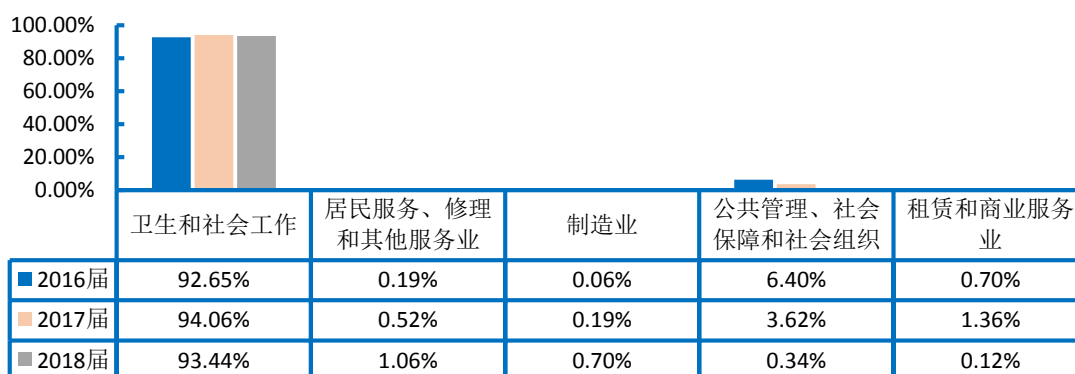 100.00%
80.00%
60.00%
40.00%
20.00%
0.00%
卫生和社会工作
居民服务、修理
和其他服务业
制造业
公共管理、社会
保障和社会组织
租赁和商业服务
业
2016届 92.65% 0.19% 0.06% 6.40% 0.70%
2017届 94.06% 0.52% 0.19% 3.62% 1.36%
2018届 93.44% 1.06% 0.70% 0.34% 0.12%